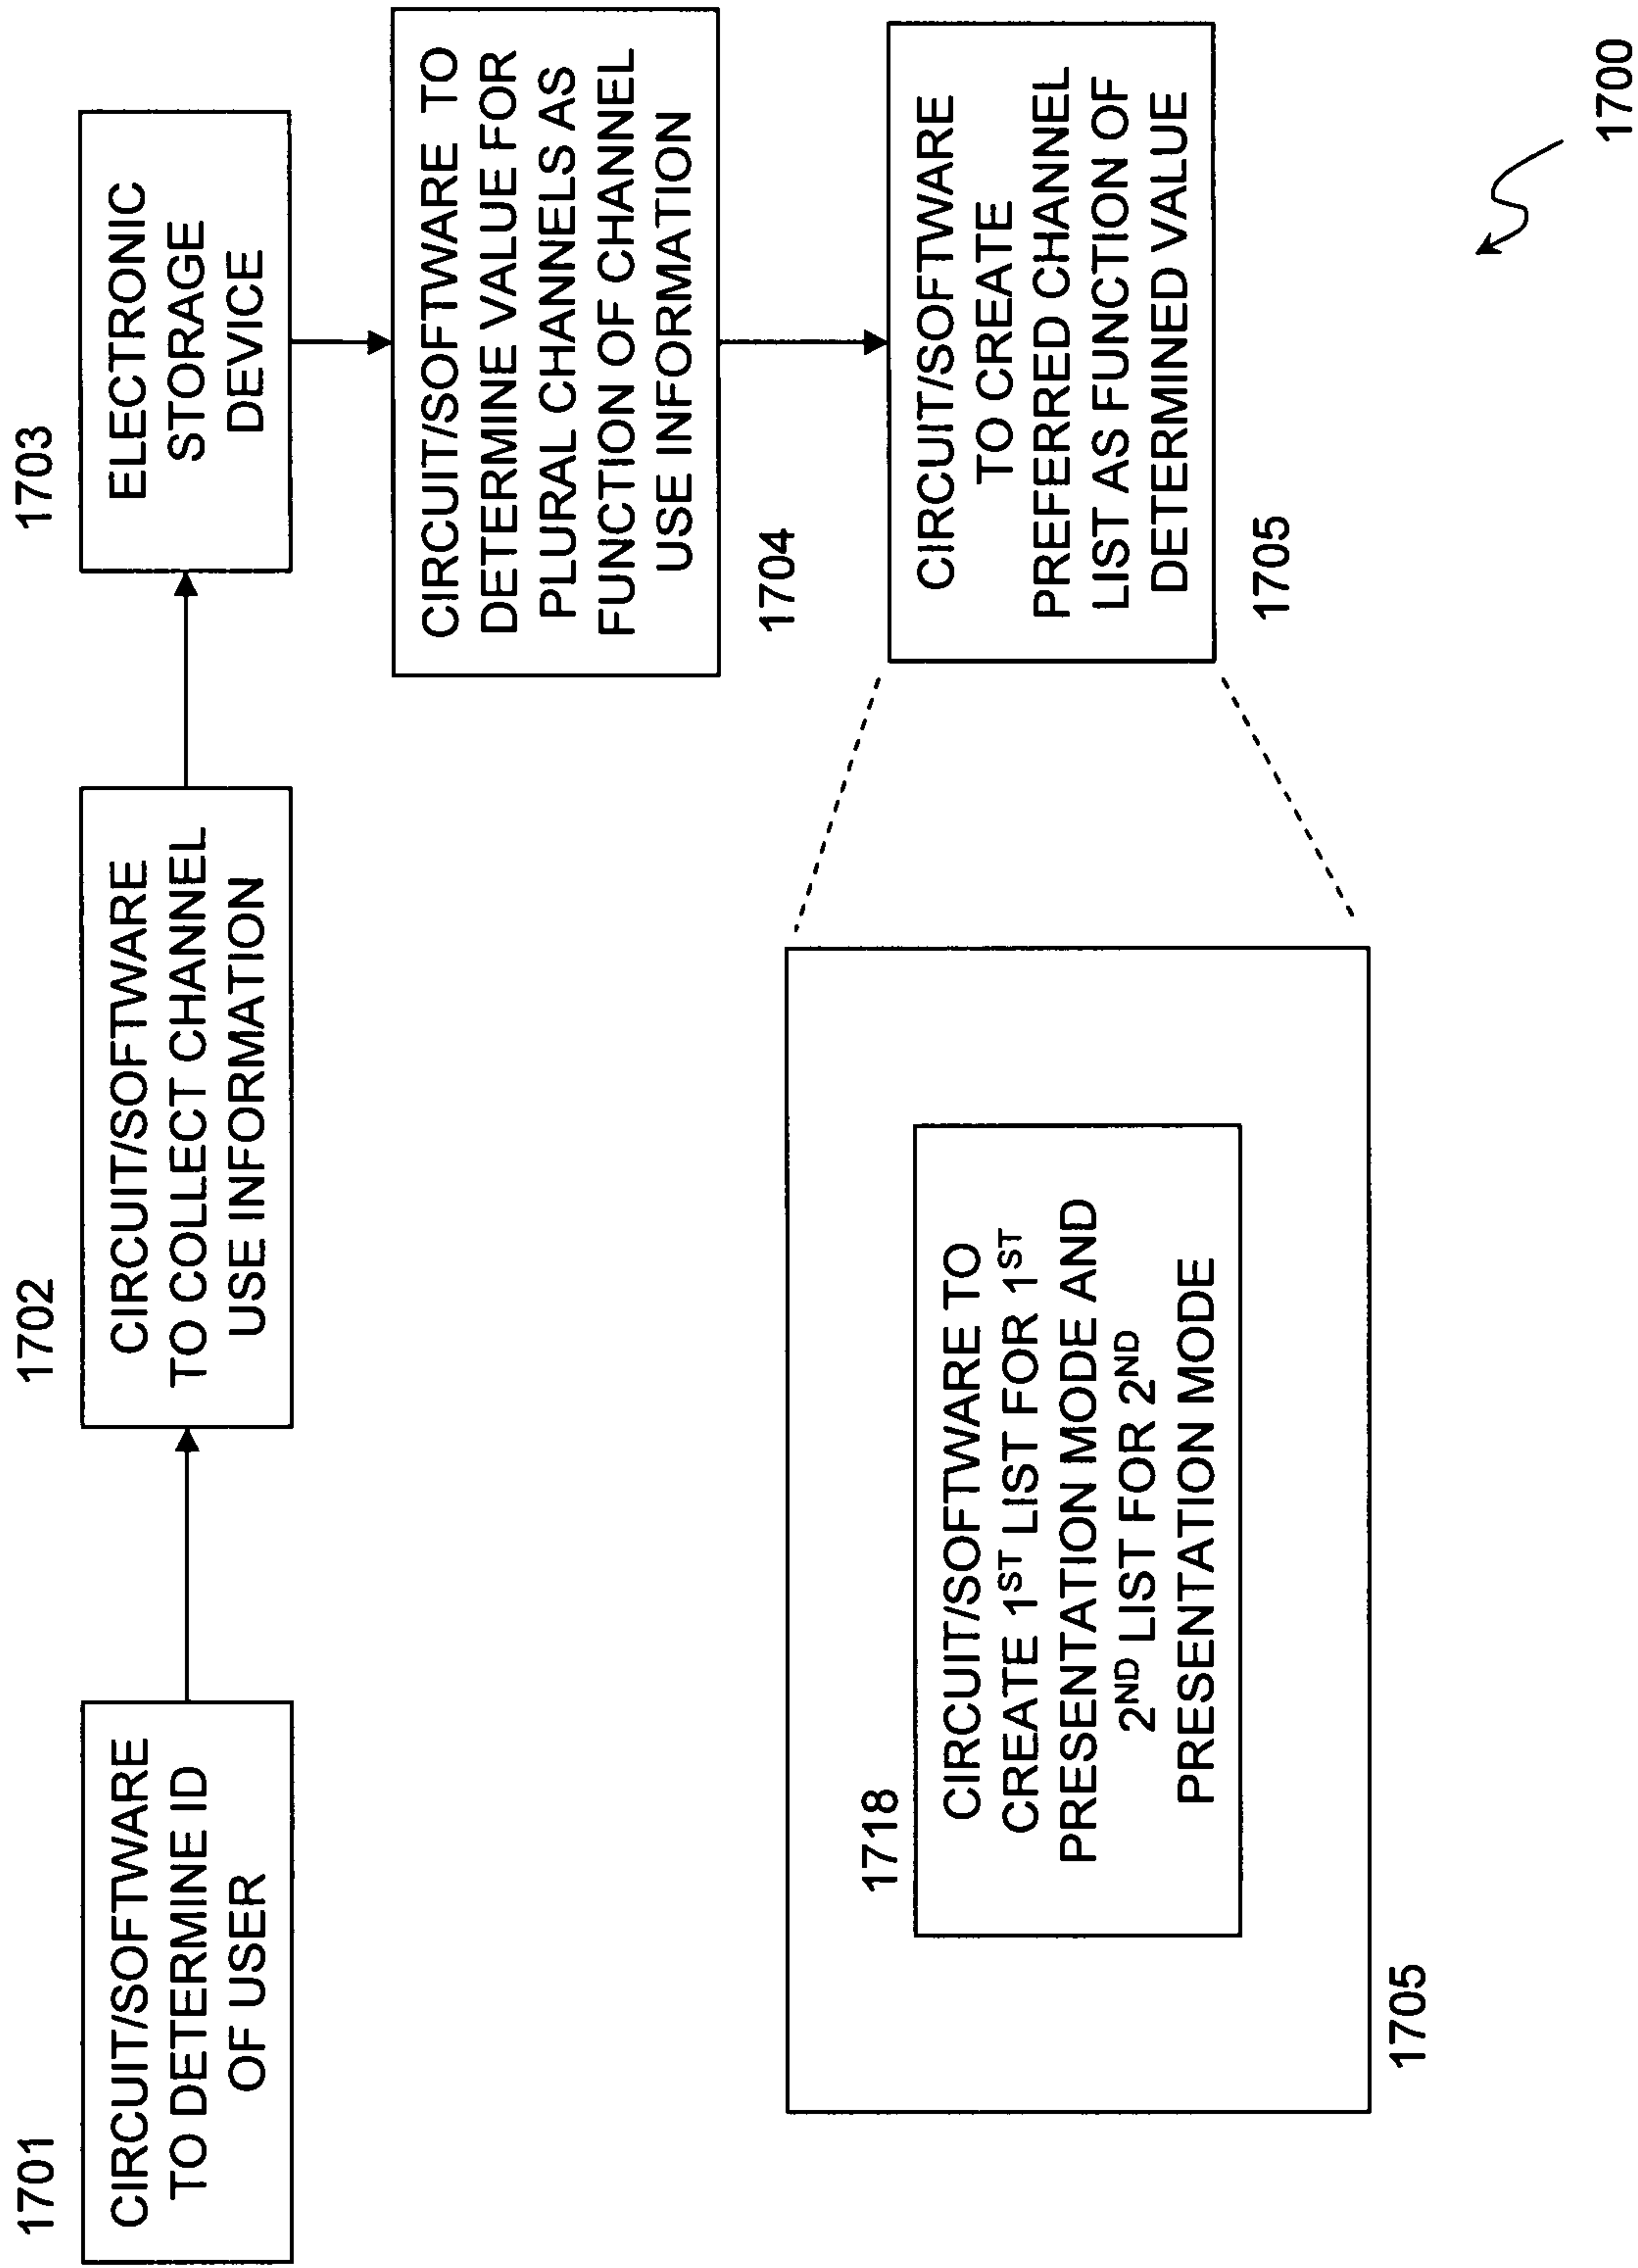 1701
CIRCUIT/SOFTWARE
TO DETERMINE ID
OF USER
1702
CIRCUIT/SOFTWARE
TO COLLECT CHANNEL
USE INFORMATION
1703
ELECTRONIC
STORAGE
DEVICE
CIRCUIT/SOFTWARE TO
DETERMINE VALUE FOR
PLURAL CHANNELS AS
FUNCTION OF CHANNEL
USE INFORMATION
1704
CIRCUIT/SOFTWARE
TO CREATE
PREFERRED CHANNEL
LIST AS FUNCTION OF
DETERMINED VALUE
1705
1718
CIRCUIT/SOFTWARE TO
CREATE 1ST LIST FOR 1ST
PRESENTATION MODE AND
2ND LIST FOR 2ND
PRESENTATION MODE
1705
1700